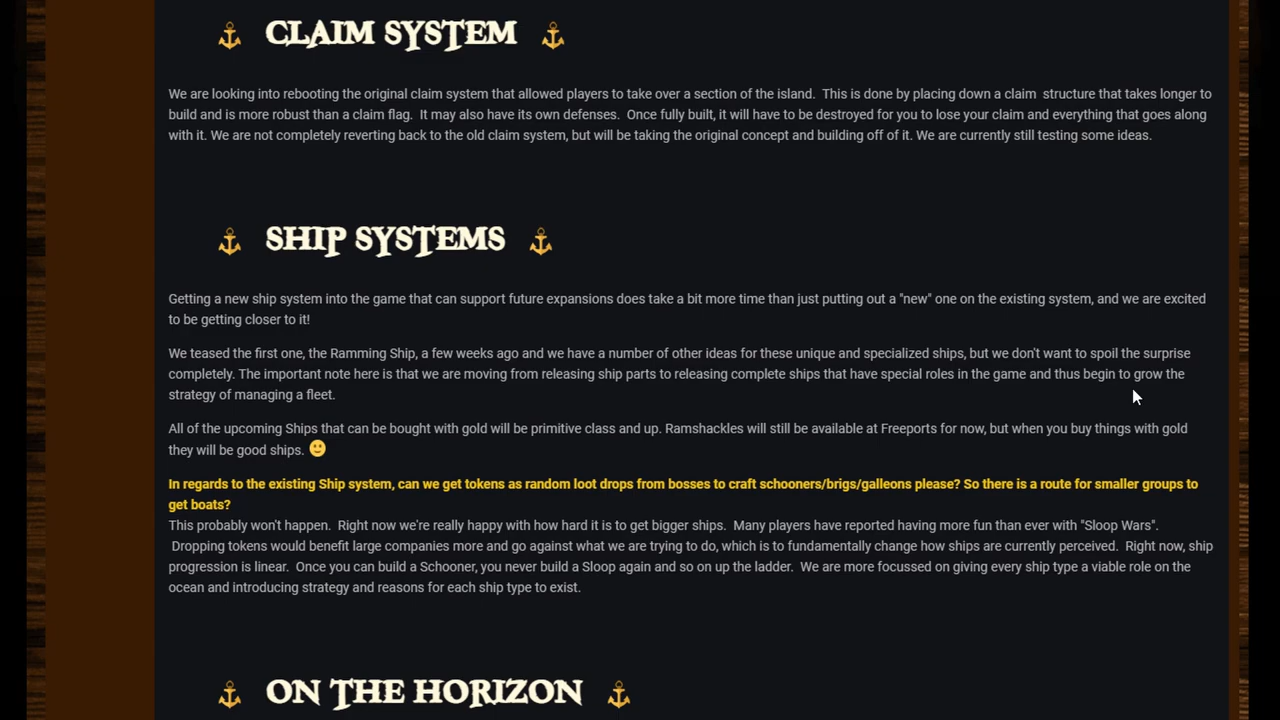 CLAIM SYSTEM
We are looking into rebooting the original claim system that allowed players to take over a section of the island.  This is done by placing down a claim  structure that takes longer to
build and is more robust than a claim flag.  It may also have its own defenses.  Once fully built, it will have to be destroyed for you to lose your claim and everything that goes along
with it. We are not completely reverting back to the old claim system, but will be taking the original concept and building off of it. We are currently still testing some ideas.
SHIP SYSTEMS
Getting a new ship system into the game that can support future expansions does take a bit more time than just putting out a "new" one on the existing system, and we are excited
to be getting closer to it!
We teased the first one, the Ramming Ship, a few weeks ago and we have a number of other ideas for these unique and specialized ships, but we don't want to spoil the surprise
completely. The important note here is that we are moving from releasing ship parts to releasing complete ships that have special roles in the game and thus begin to grow the
strategy of managing a fleet.
All of the upcoming Ships that can be bought with gold will be primitive class and up. Ramshackles will still be available at Freeports for now, but when you buy things with gold
they will be good ships. 🙂
In regards to the existing Ship system, can we get tokens as random loot drops from bosses to craft schooners/brigs/galleons please? So there is a route for smaller groups to
get boats?
This probably won't happen.  Right now we're really happy with how hard it is to get bigger ships.  Many players have reported having more fun than ever with "Sloop Wars".
Dropping tokens would benefit large companies more and go against what we are trying to do, which is to fundamentally change how ships are currently perceived.  Right now, ship
progression is linear.  Once you can build a Schooner, you never build a Sloop again and so on up the ladder.  We are more focussed on giving every ship type a viable role on the
ocean and introducing strategy and reasons for each ship type to exist.
ON THE HORIZON